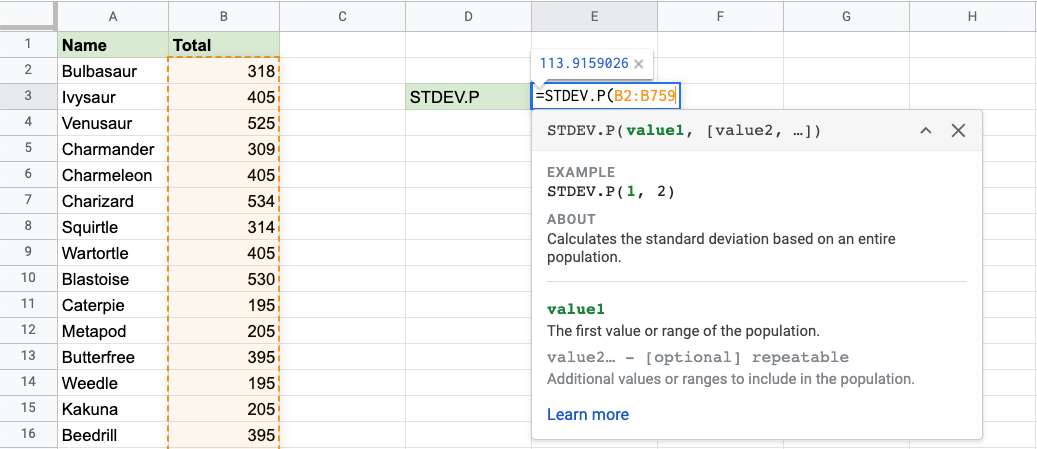 A B C D E F G H
1 Name Total
2 Bulbasaur 318 113.9159026 ×
3 Ivysaur 405 STDEV.P =STDEV.P(B2:B759
4 Venusaur 525
5 Charmander 309
6 Charmeleon 405
7 Charizard 534
8 Squirtle 314
9 Wartortle 405
10 Blastoise 530
11 Caterpie 195
12 Metapod 205
13 Butterfree 395
14 Weedle 195
15 Kakuna 205
16 Beedrill 395
STDEV.P(value1, [value2, …])
EXAMPLE
STDEV.P(1, 2)
ABOUT
Calculates the standard deviation based on an entire
population.
value1
The first value or range of the population.
value2… – [optional] repeatable
Additional values or ranges to include in the population.
Learn more